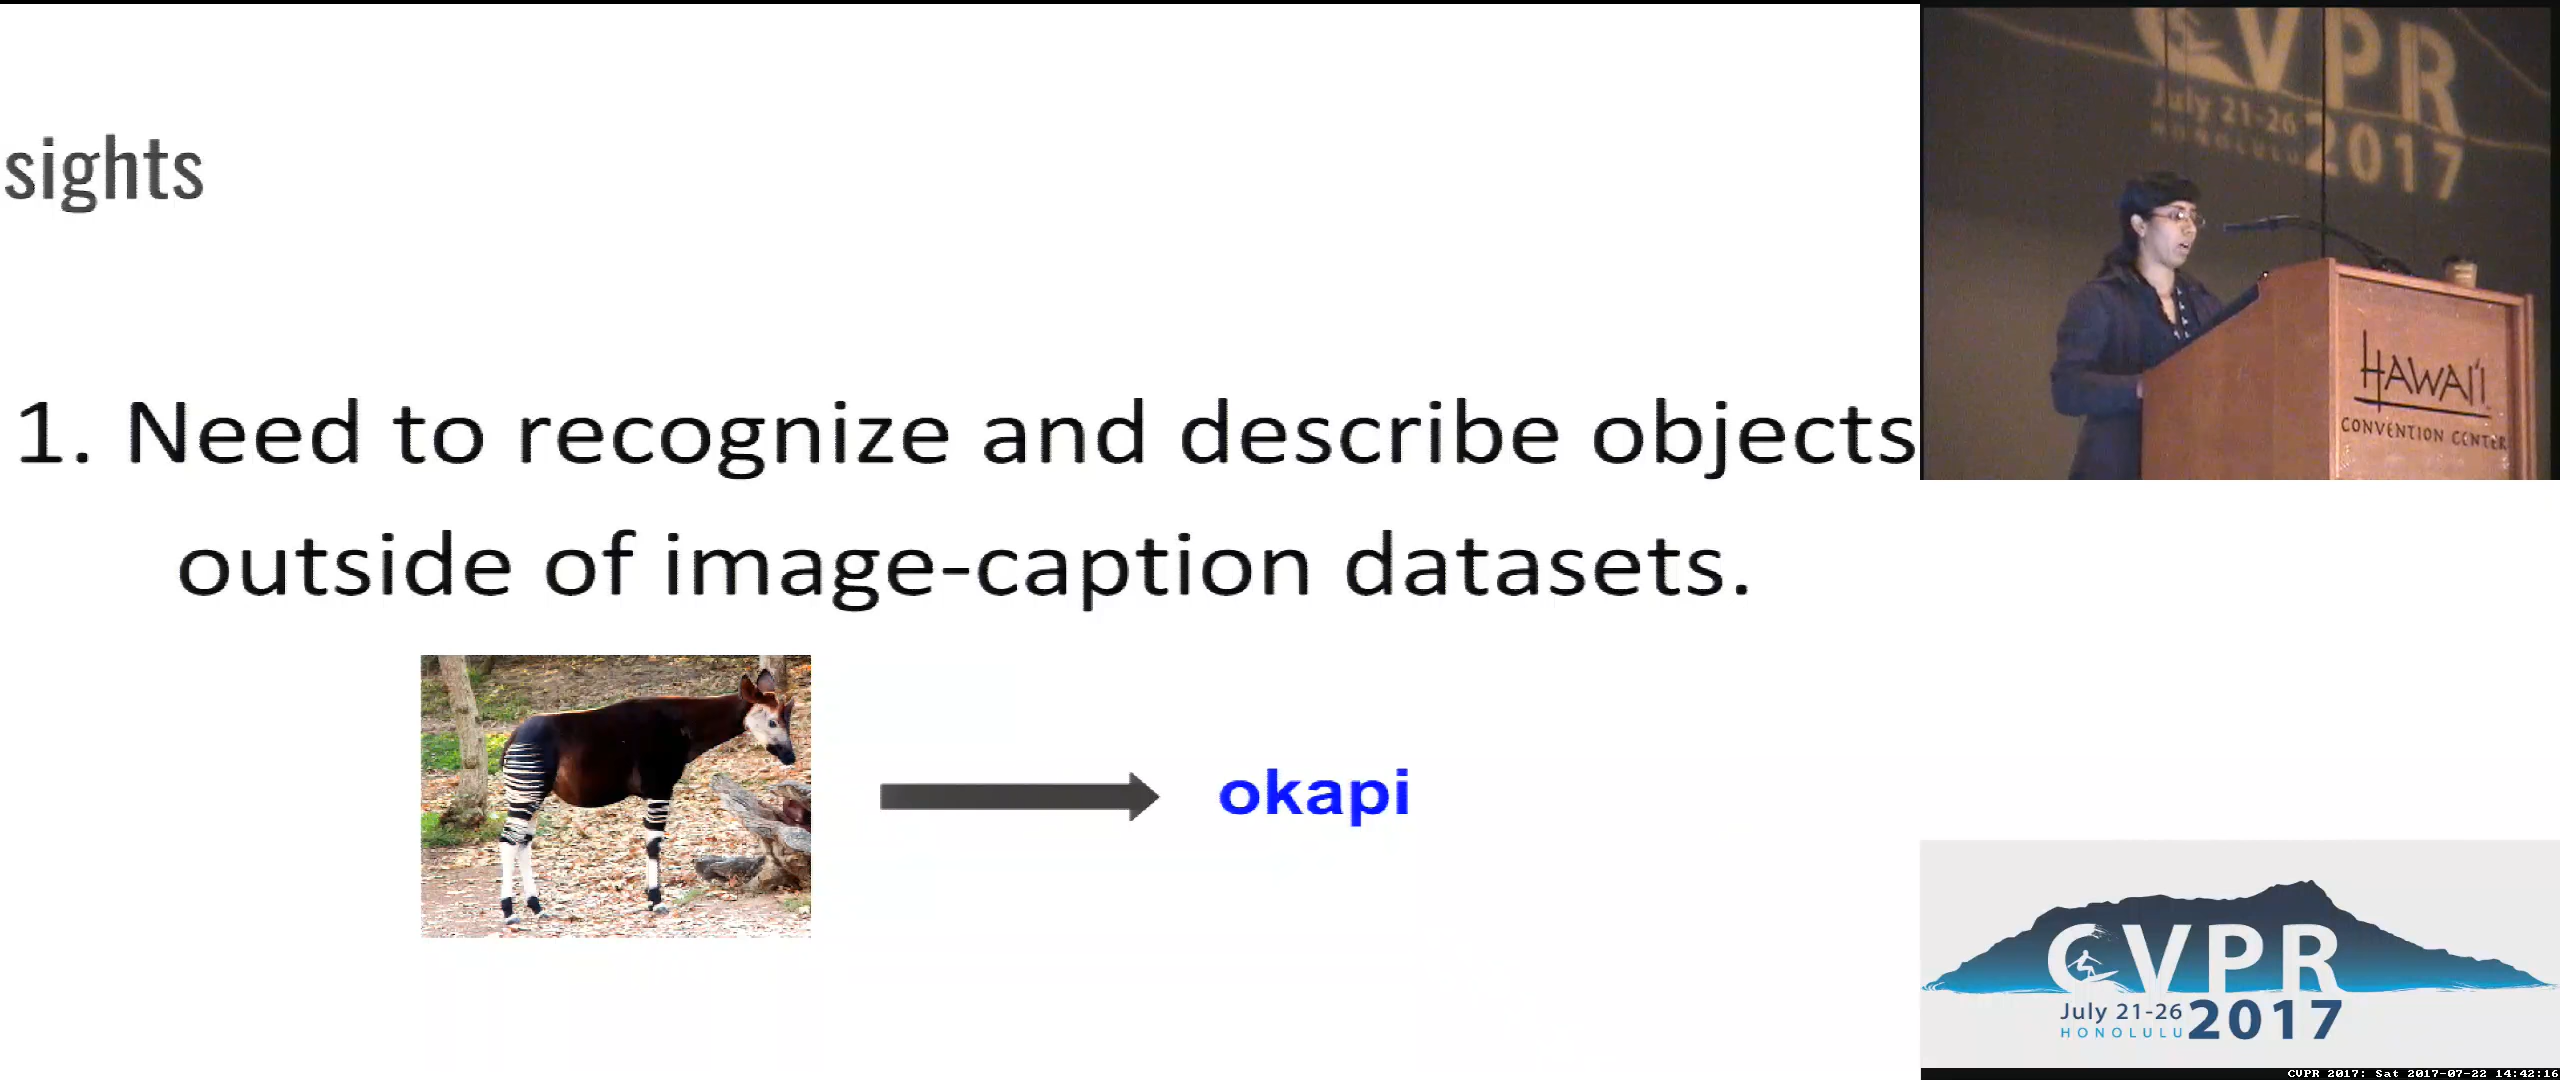 sights
1. Need to recognize and describe objects
outside of image-caption datasets.
okapi
CVPR
July 21-26
HONOLULU
2017
HAWAI'I
CONVENTION CENTER
CVPR
July 21-26
HONOLULU
2017
CVPR 2017: Sat 2017-07-22 14:42:16